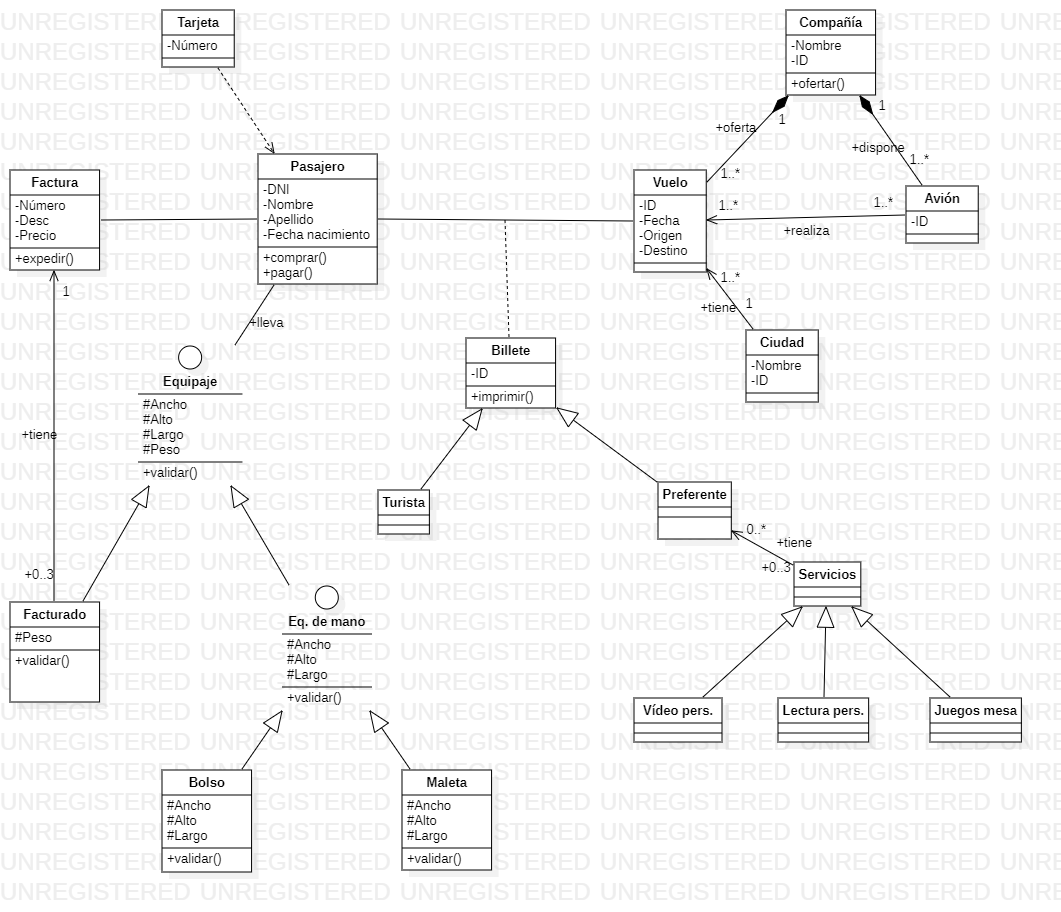 Tarjeta
-Número
Compañía
-Nombre
-ID
+ofertar()
1
1
+oferta
+dispone
1..*
1..*
Pasajero
-DNI
-Nombre
-Apellido
-Fecha nacimiento
+comprar()
+pagar()
Factura
-Número
-Desc
-Precio
+expedir()
1
Vuelo
-ID
-Fecha
-Origen
-Destino
1..*
1..*
+realiza
Avión
-ID
1..*
+tiene
1
Ciudad
-Nombre
-ID
+lleva
Equipaje
#Ancho
#Alto
#Largo
#Peso
+validar()
Billete
-ID
+imprimir()
+tiene
Turista
Preferente
0..*
+tiene
+0..3
Servicios
+0..3
Facturado
#Peso
+validar()
Eq. de mano
#Ancho
#Alto
#Largo
+validar()
Vídeo pers.
Lectura pers.
Juegos mesa
Bolso
#Ancho
#Alto
#Largo
+validar()
Maleta
#Ancho
#Alto
#Largo
+validar()
UNREGISTERED